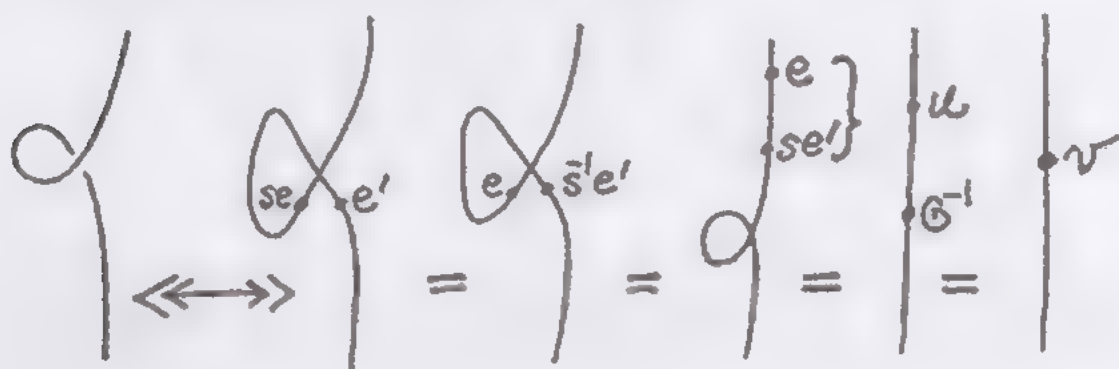 se e' = e s̄¹e' = e se' } = u G⁻¹ = v